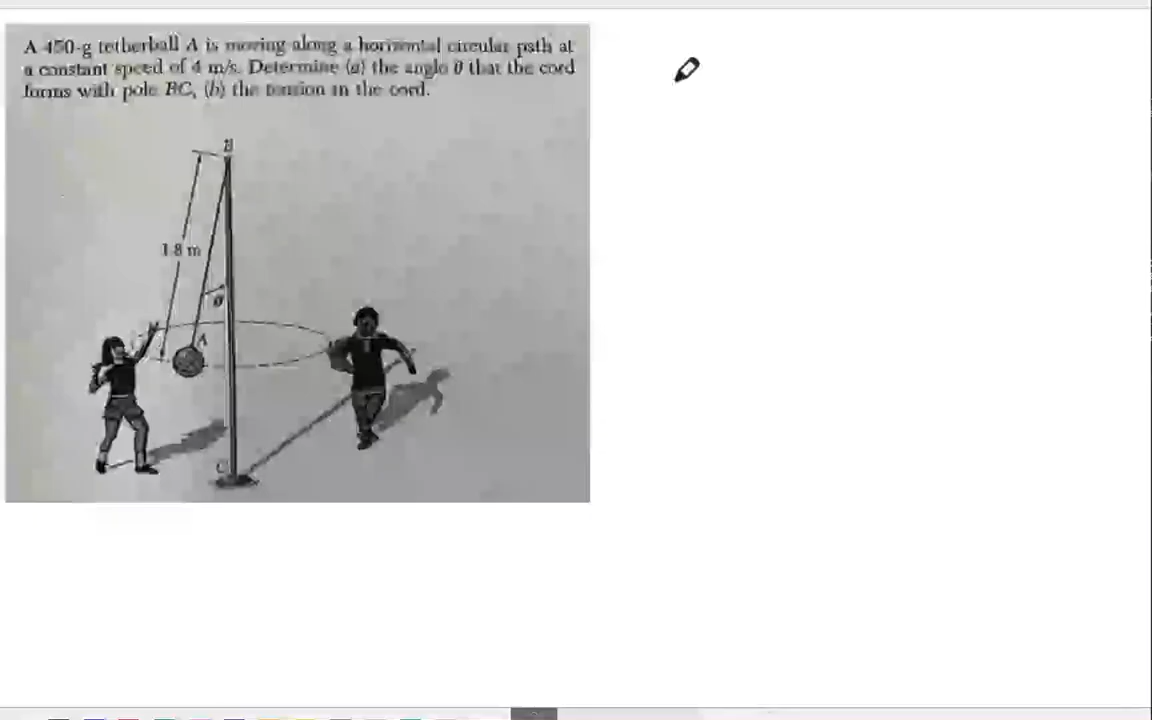 A 450-g tetherball A is moving along a horizontal circular path at
a constant speed of 4 m/s. Determine (a) the angle θ that the cord
forms with pole BC, (b) the tension in the cord.
B
1.8 m
θ
A
C